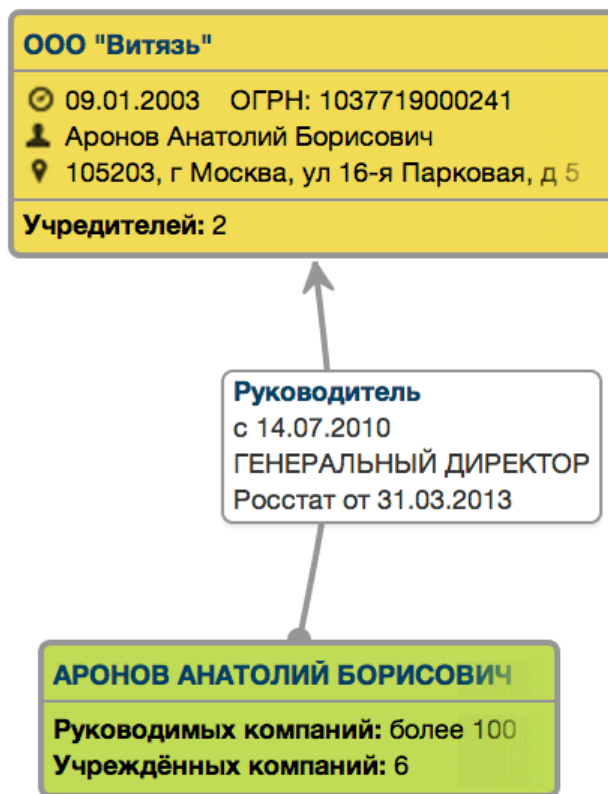 ООО "Витязь"
09.01.2003 ОГРН: 1037719000241
Аронов Анатолий Борисович
105203, г Москва, ул 16-я Парковая, д 5
Учредителей: 2
Руководитель
с 14.07.2010
ГЕНЕРАЛЬНЫЙ ДИРЕКТОР
Росстат от 31.03.2013
АРОНОВ АНАТОЛИЙ БОРИСОВИЧ
Руководимых компаний: более 100
Учреждённых компаний: 6